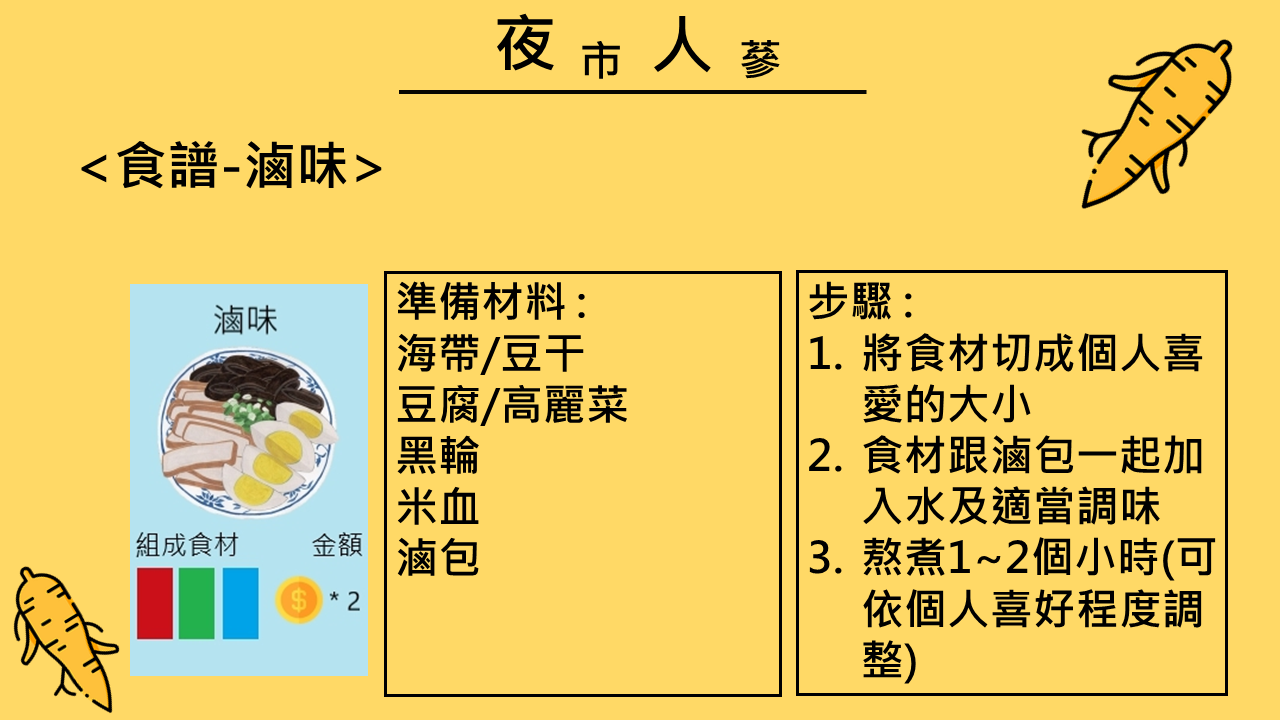 夜市人蔘
<食譜-滷味>
滷味
組成食材 金額
$ * 2
準備材料:
海帶/豆干
豆腐/高麗菜
黑輪
米血
滷包
步驟:
1. 將食材切成個人喜
愛的大小
2. 食材跟滷包一起加
入水及適當調味
3. 熬煮1~2個小時(可
依個人喜好程度調
整)